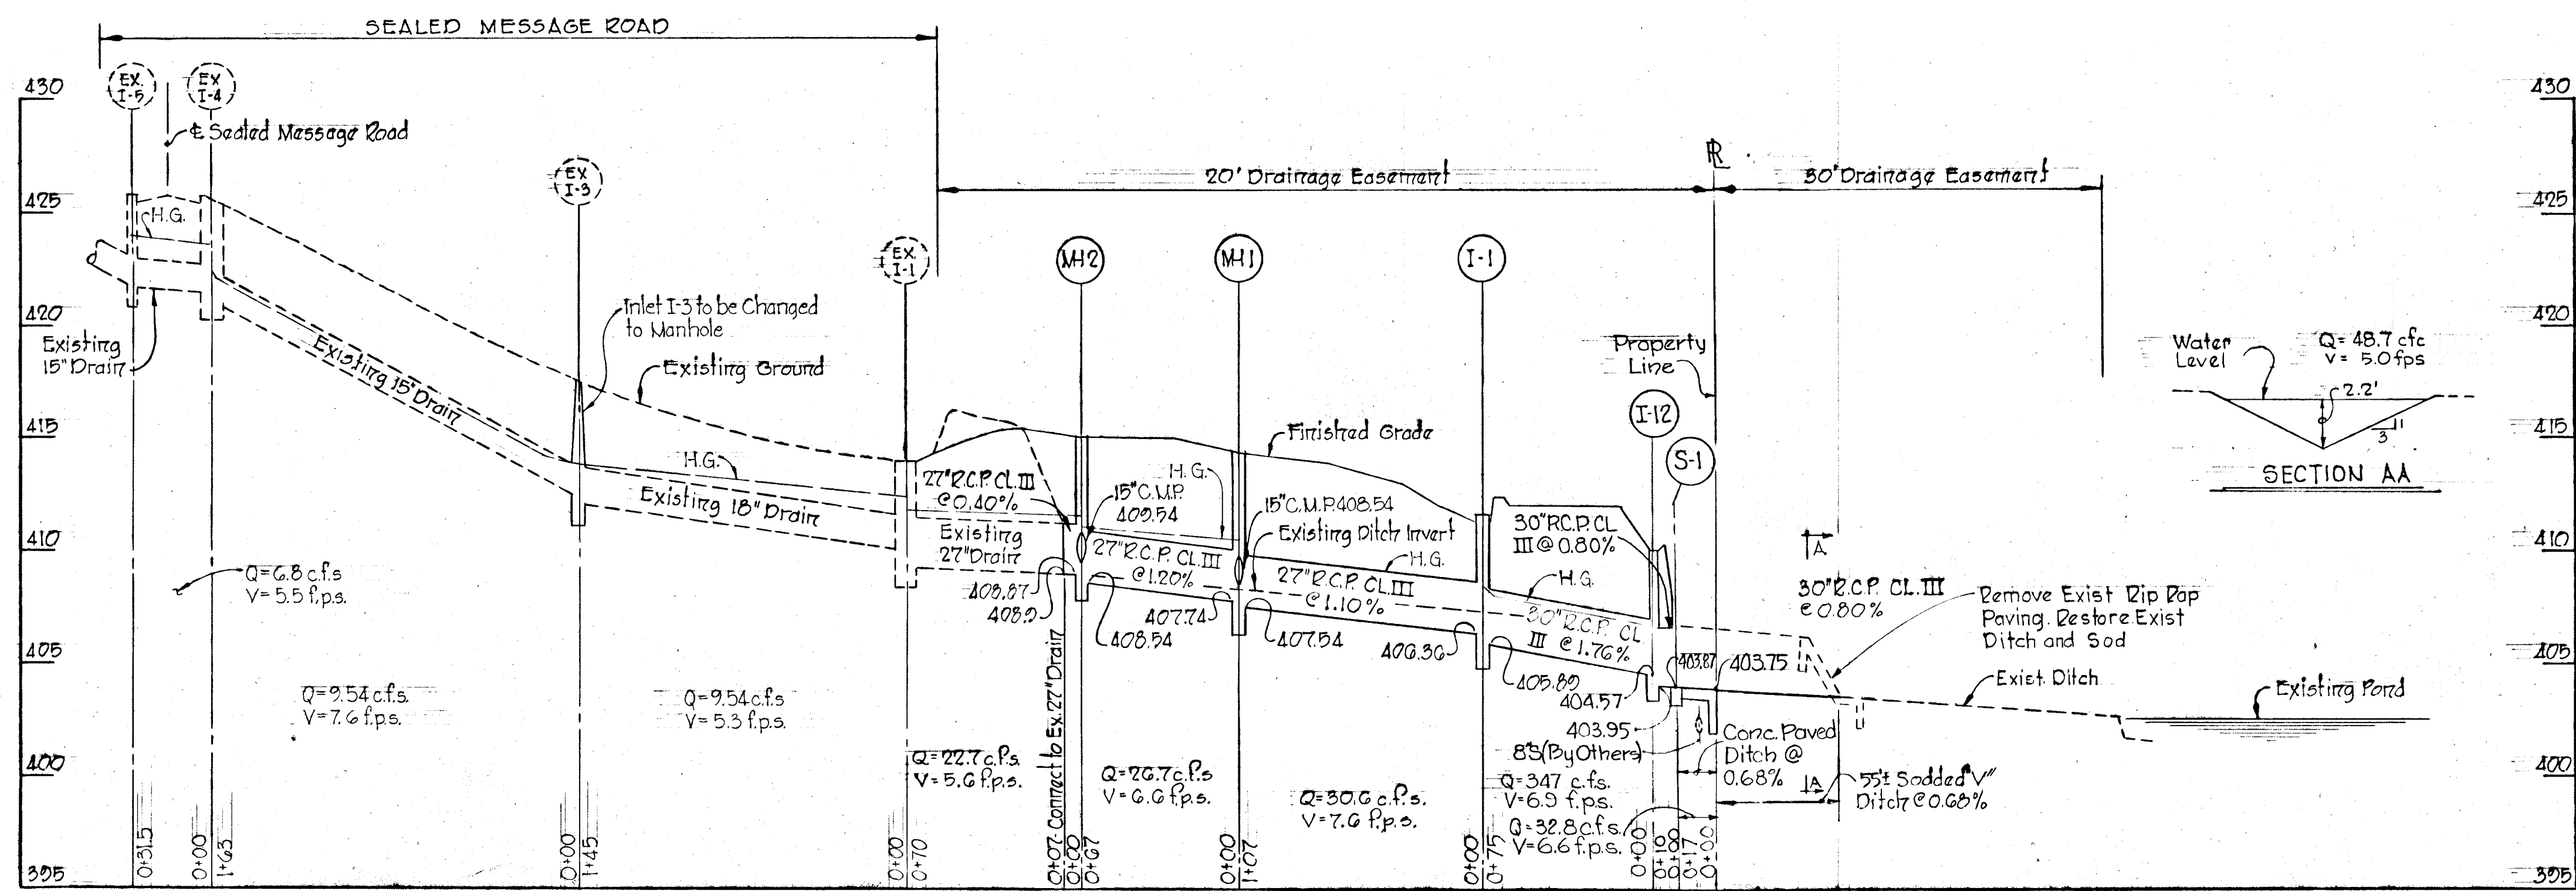 SEALED MESSAGE ROAD
430
EX.
I-5
EX
I-4
430
₵ Sealed Message Road
EX
I-3
20' Drainage Easement
30' Drainage Easement
425
H.G.
425
EX
I-1
MH2
MH1
I-1
Inlet I-3 to be Changed
to Manhole
420
420
Existing
15" Drain
Existing 15" Drain
Existing Ground
Property
Line
Water
Level
Q = 48.7 cfc
V = 5.0 fps
2.2'
1
3
SECTION AA
I-12
S-1
415
415
Finished Grade
H.G.
Existing 18" Drain
27" R.C.P. CL. III
@ 0.40%
H.G.
15" C.M.P.
409.54
15" C.M.P. 408.54
Existing Ditch Invert
30" R.C.P. CL
III @ 0.80%
Existing
27" Drain
27" R.C.P. CL. III
@ 1.20%
27" R.C.P. CL. III
@ 1.10%
H.G.
H.G.
410
410
A
30" R.C.P. CL. III
@ 0.80%
Remove Exist Rip Rap
Paving. Restore Exist
Ditch and Sod
Q = 6.8 c.f.s
V = 5.5 f.p.s.
408.87
408.9
408.54
407.74
407.54
406.36
30" R.C.P. CL
III @ 1.76%
405.89
404.57
403.95
403.87
403.75
405
405
Exist. Ditch
Existing Pond
Q = 9.54 c.f.s.
V = 7.6 f.p.s.
Q = 9.54 c.f.s
V = 5.3 f.p.s.
8'S (By Others)
Conc. Paved
Ditch @
0.68%
A
55'± Sodded "V"
Ditch @ 0.68%
400
400
Q = 22.7 c.f.s.
V = 5.6 f.p.s.
Q = 26.7 c.f.s
V = 6.6 f.p.s.
Q = 30.6 c.f.s.
V = 7.6 f.p.s.
Q = 347 c.f.s.
V = 6.9 f.p.s.
Q = 32.8 c.f.s.
V = 6.6 f.p.s.
395
0+31.5
0+00
1+63
0+00
1+45
0+00
0+70
0+07 - Connect to Ex. 27" Drain
0+00
0+67
0+00
1+07
0+00
0+75
0+00
0+17
0+00
395